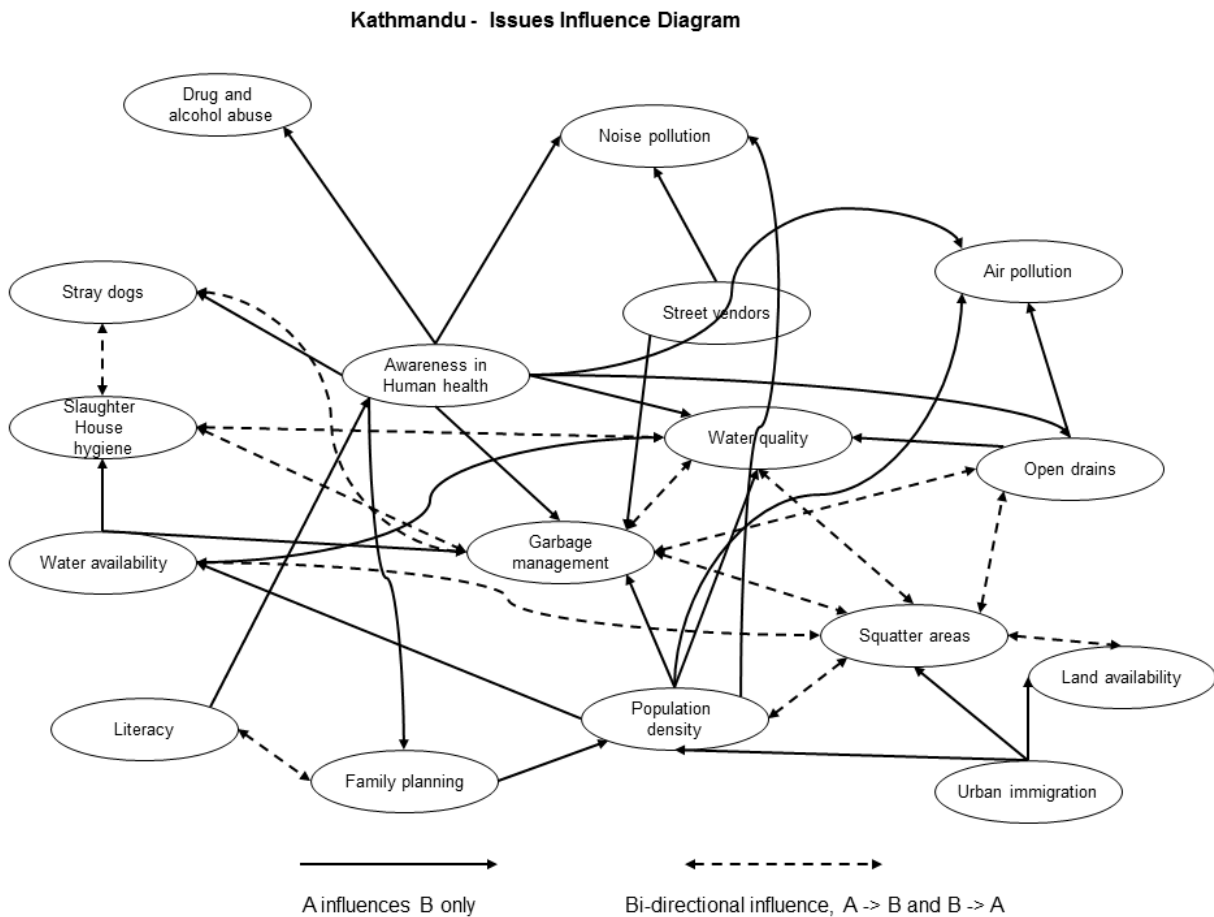 Kathmandu - Issues Influence Diagram
Drug and
alcohol abuse
Noise pollution
Air pollution
Stray dogs
Street vendors
Awareness in
Human health
Slaughter
House
hygiene
Water quality
Open drains
Water availability
Garbage
management
Squatter areas
Land availability
Literacy
Population
density
Family planning
Urban immigration
A influences B only
Bi-directional influence, A -> B and B -> A